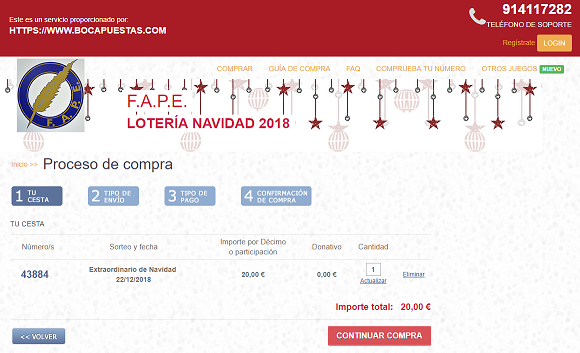 Este es un servicio proporcionado por:
HTTPS://WWW.BOCAPUESTAS.COM
914117282
TELÉFONO DE SOPORTE
Regístrate LOGIN
COMPRAR GUÍA DE COMPRA FAQ COMPRUEBA TU NÚMERO OTROS JUEGOS NUEVO
F.A.P.E.
F.A.P.E.
LOTERÍA NAVIDAD 2018
Inicio >> Proceso de compra
1 TU CESTA
2 TIPO DE ENVÍO
3 TIPO DE PAGO
4 CONFIRMACIÓN DE COMPRA
TU CESTA
Número/s Sorteo y fecha Importe por Décimo o participación Donativo Cantidad
43884 Extraordinario de Navidad 22/12/2018 20,00 € 0,00 € 1 Actualizar Eliminar
Importe total: 20,00 €
<< VOLVER CONTINUAR COMPRA